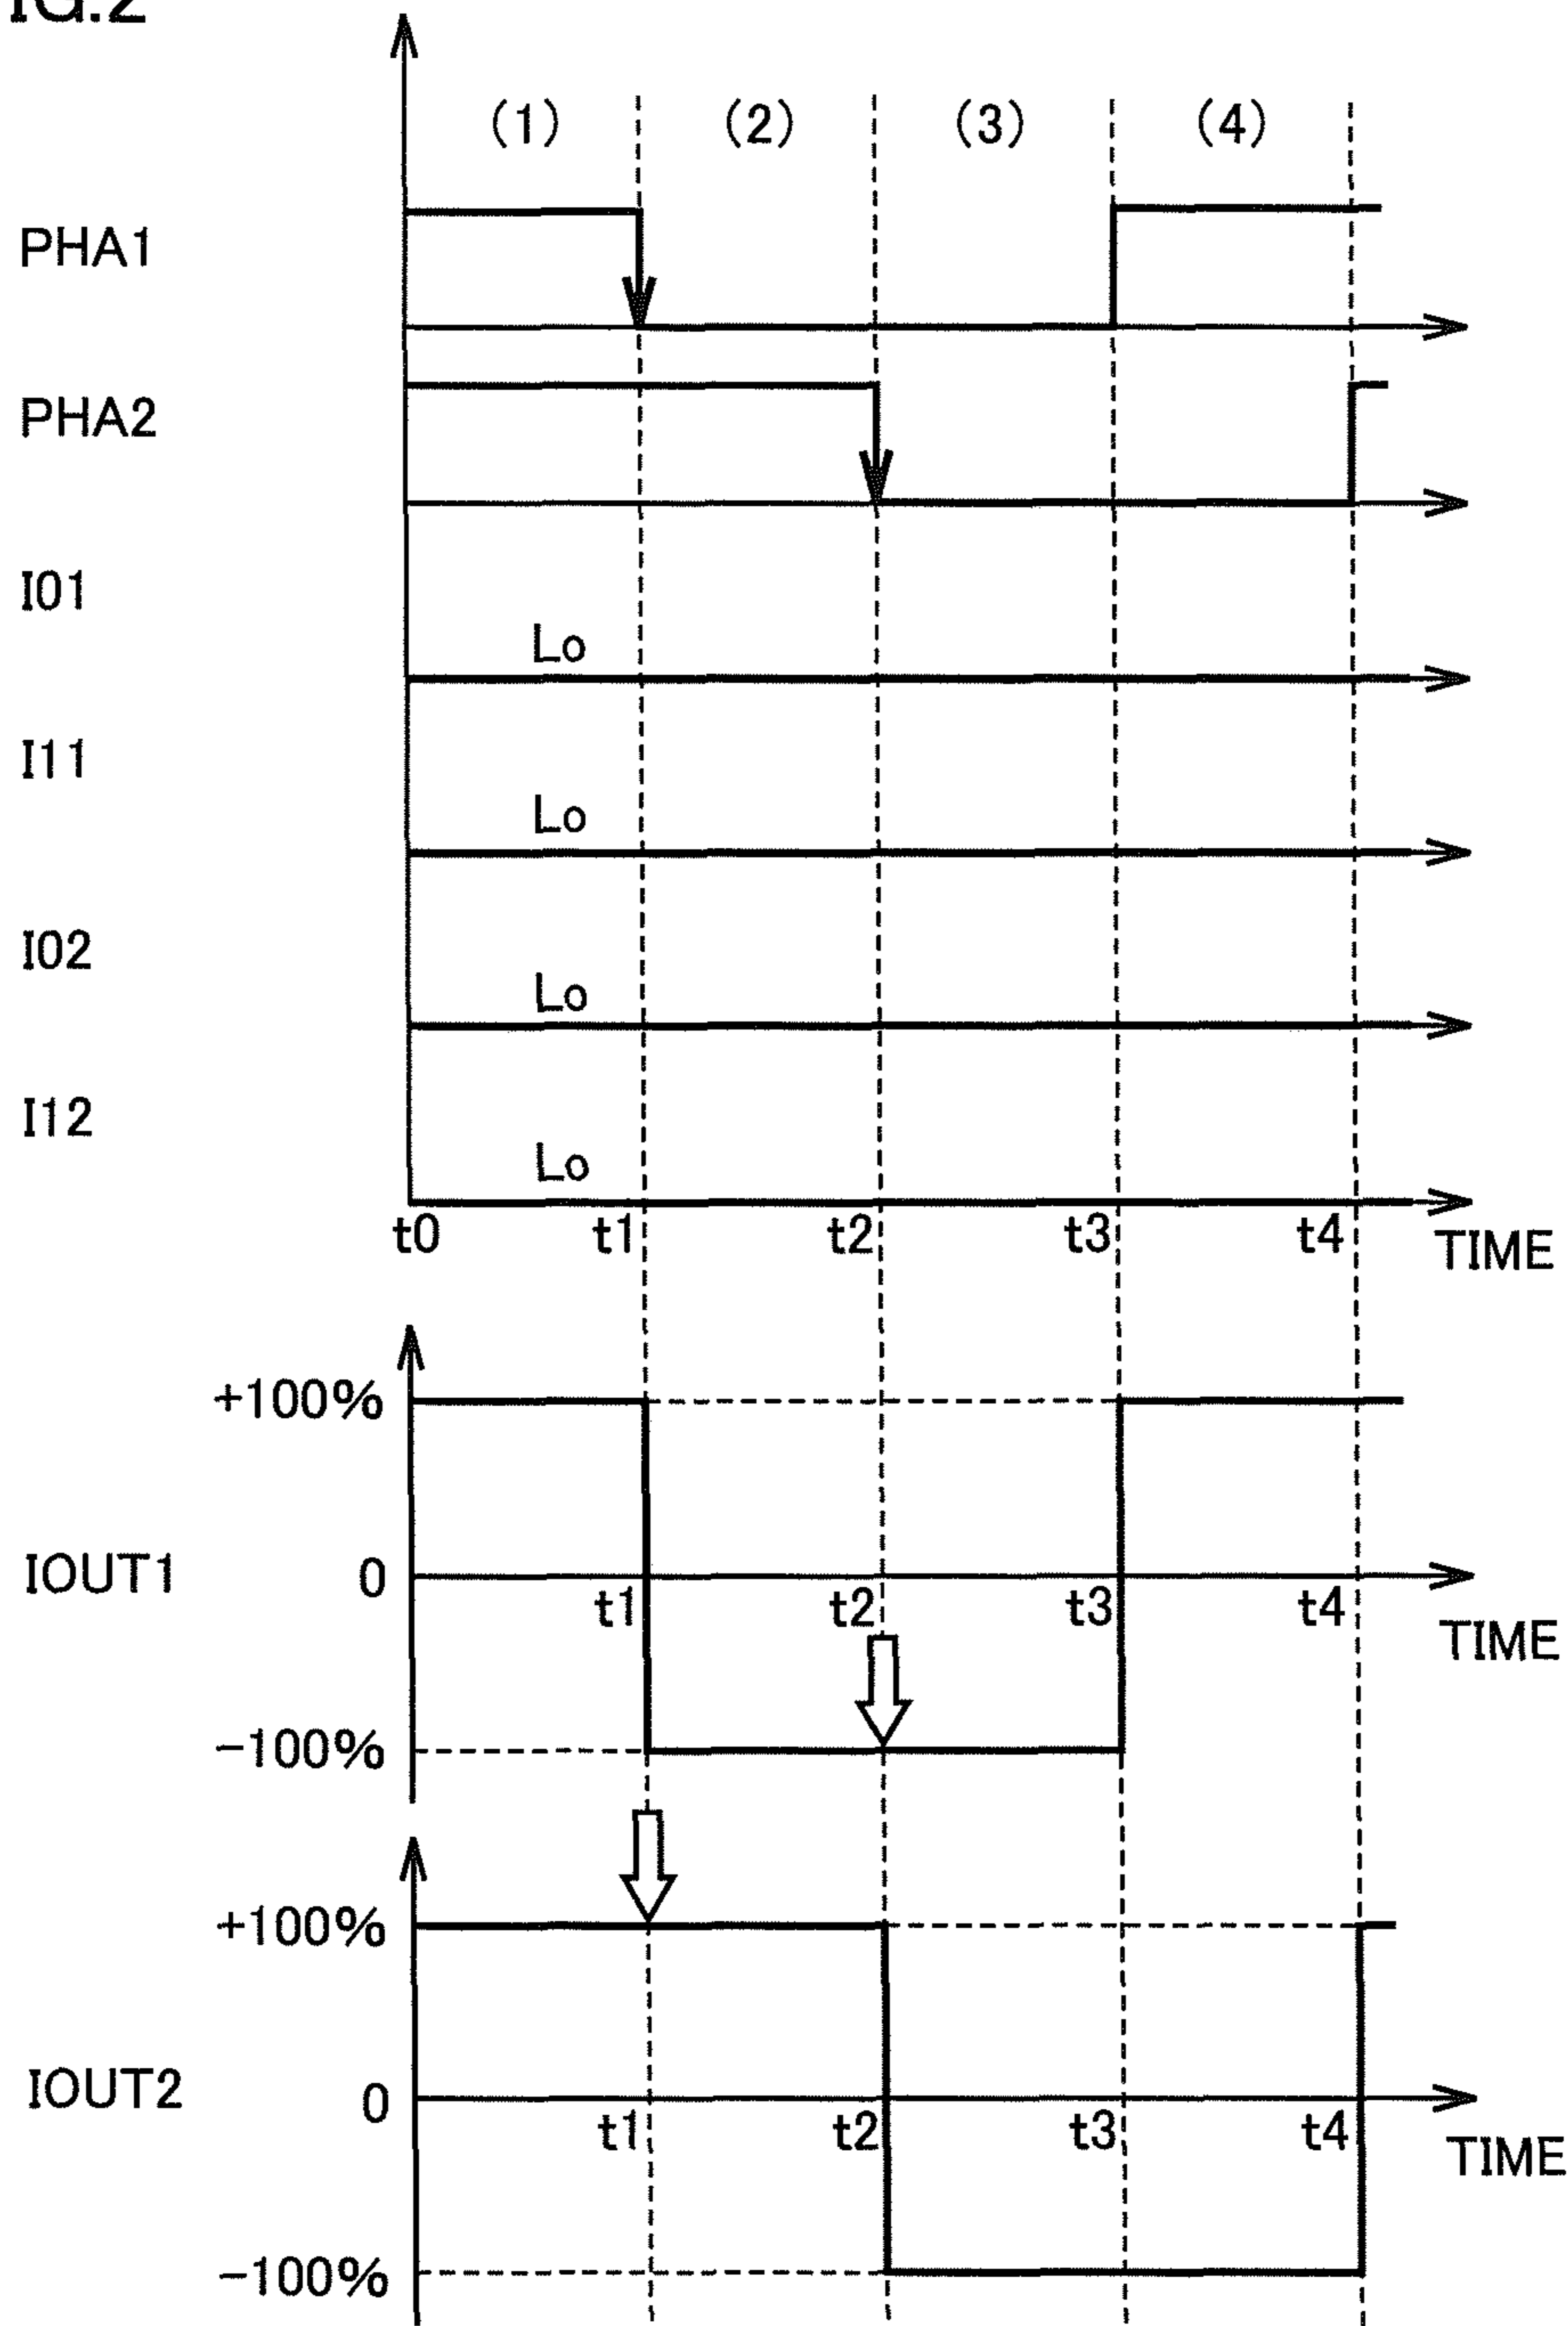 IG.2
(1) (2) (3) (4)
PHA1
PHA2
I01
Lo
I11
Lo
I02
Lo
I12
Lo
t0 t1 t2 t3 t4 TIME
+100%
IOUT1 0
t1 t2 t3 t4 TIME
-100%
+100%
IOUT2 0
t1 t2 t3 t4 TIME
-100%